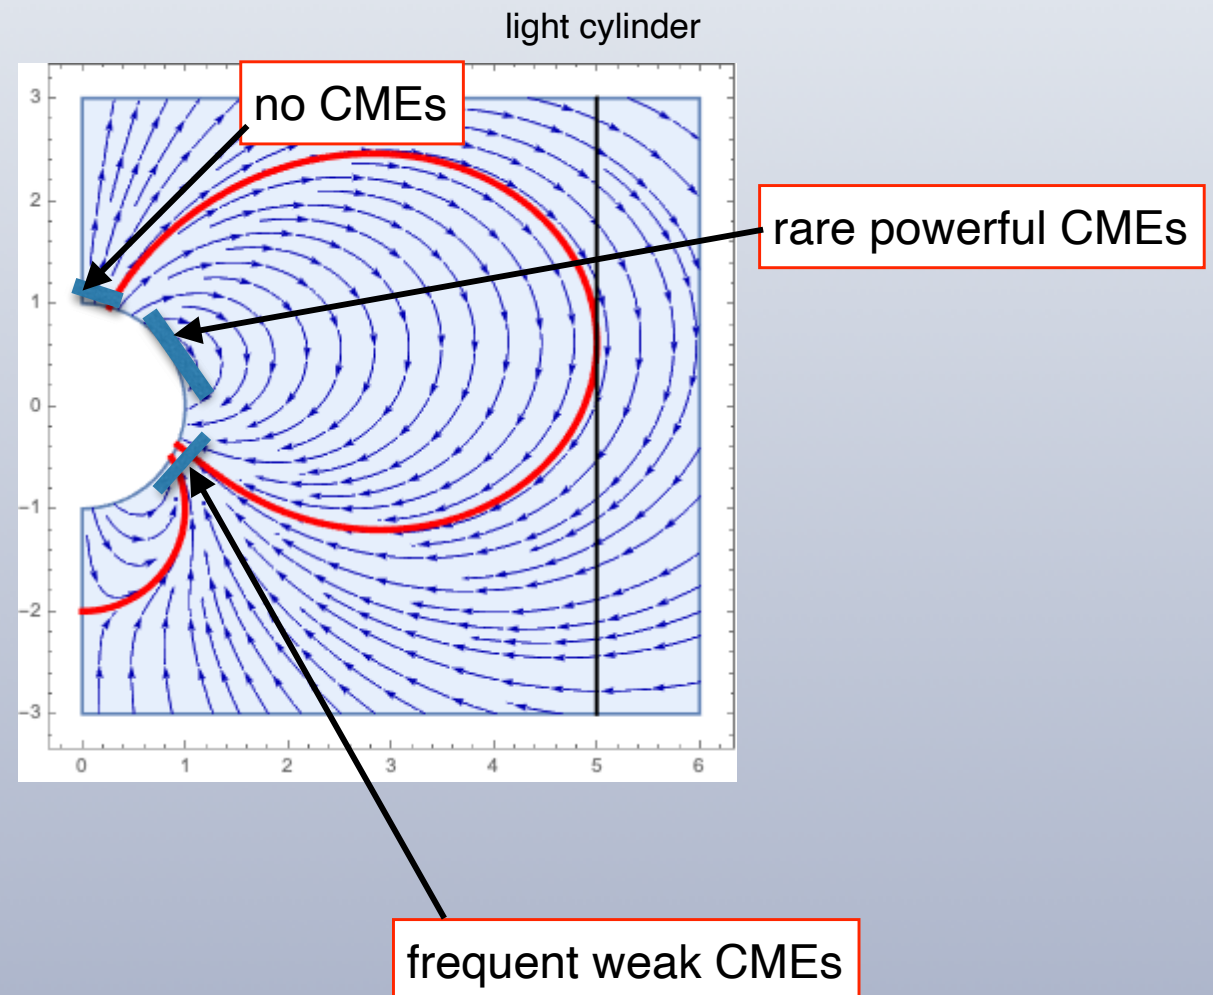 light cylinder
no CMEs
rare powerful CMEs
frequent weak CMEs
3
2
1
0
−1
−2
−3
0 1 2 3 4 5 6